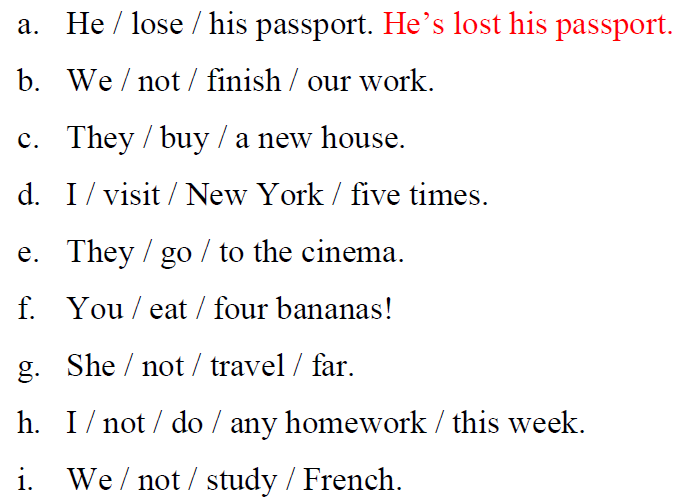 a. He / lose / his passport. He’s lost his passport.
b. We / not / finish / our work.
c. They / buy / a new house.
d. I / visit / New York / five times.
e. They / go / to the cinema.
f. You / eat / four bananas!
g. She / not / travel / far.
h. I / not / do / any homework / this week.
i. We / not / study / French.